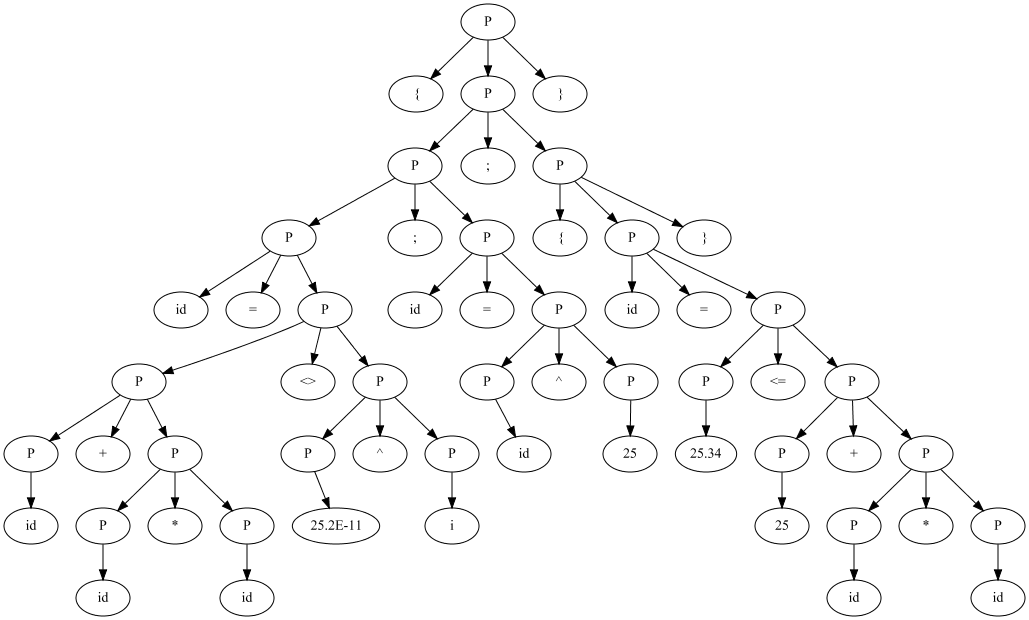 P
{ P }
P ; P
P ; P { P }
id = P id = P id = P
P <> P P ^ P P <= P
P + P P ^ P id 25 25.34 P + P
id P * P 25.2E-11 i 25 P * P
id id id id